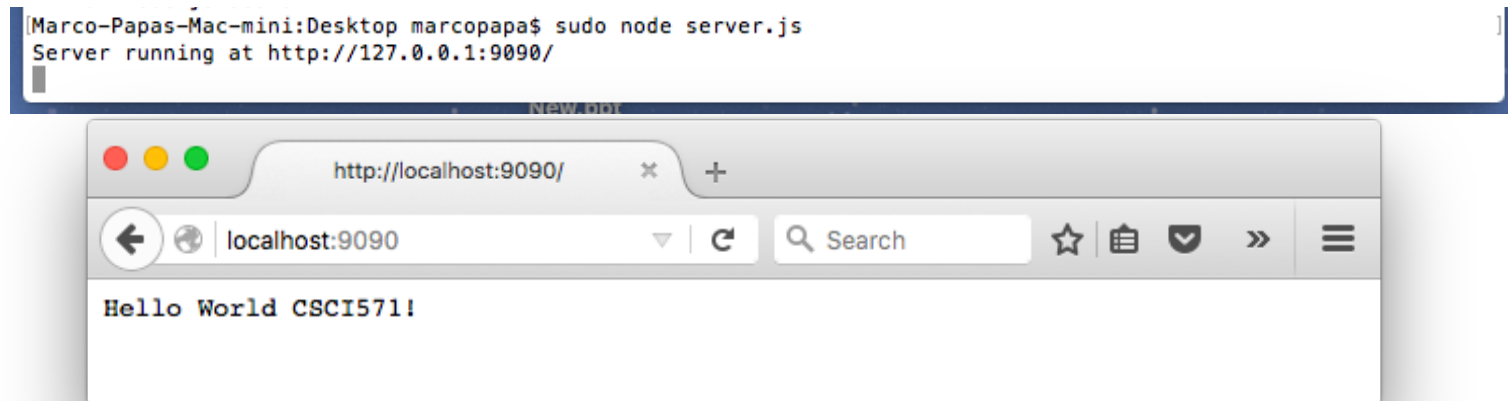 Marco-Papas-Mac-mini:Desktop marcopapa$ sudo node server.js
Server running at http://127.0.0.1:9090/
New.ppt
http://localhost:9090/
localhost:9090
Search
Hello World CSCI571!